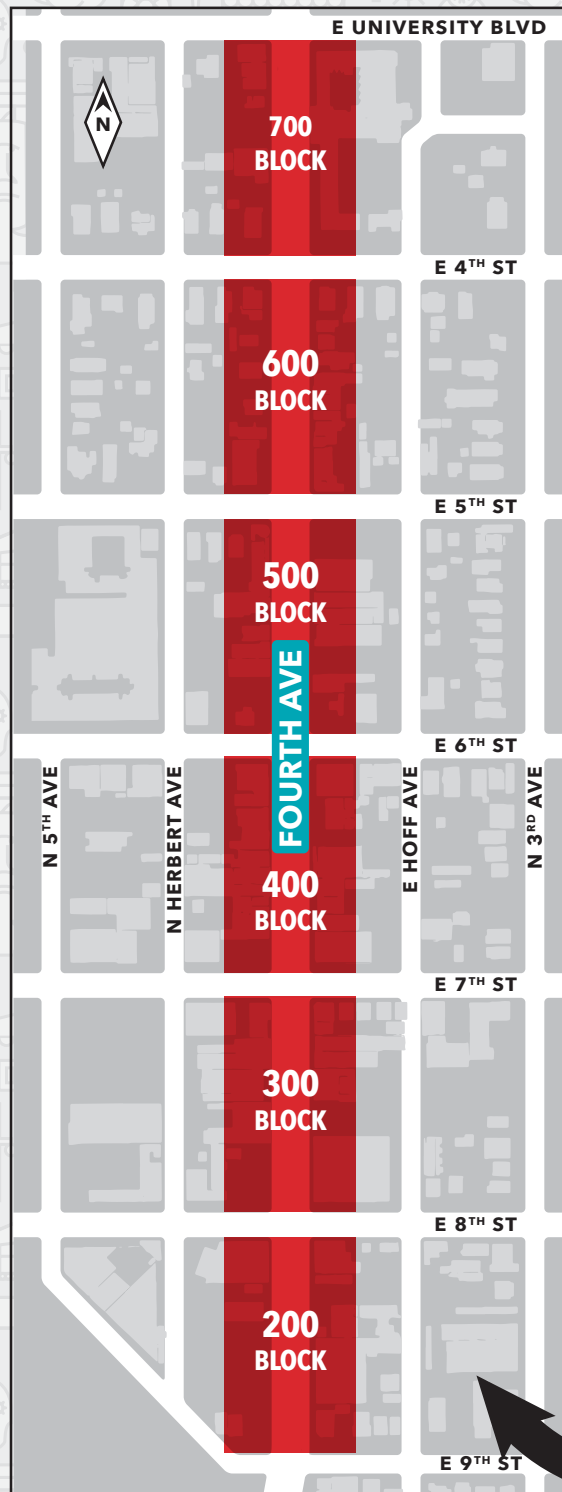 E UNIVERSITY BLVD
N
700
BLOCK
E 4TH ST
600
BLOCK
E 5TH ST
500
BLOCK
FOURTH AVE
E 6TH ST
N 5TH AVE
N HERBERT AVE
E HOFF AVE
N 3RD AVE
400
BLOCK
E 7TH ST
300
BLOCK
E 8TH ST
200
BLOCK
E 9TH ST